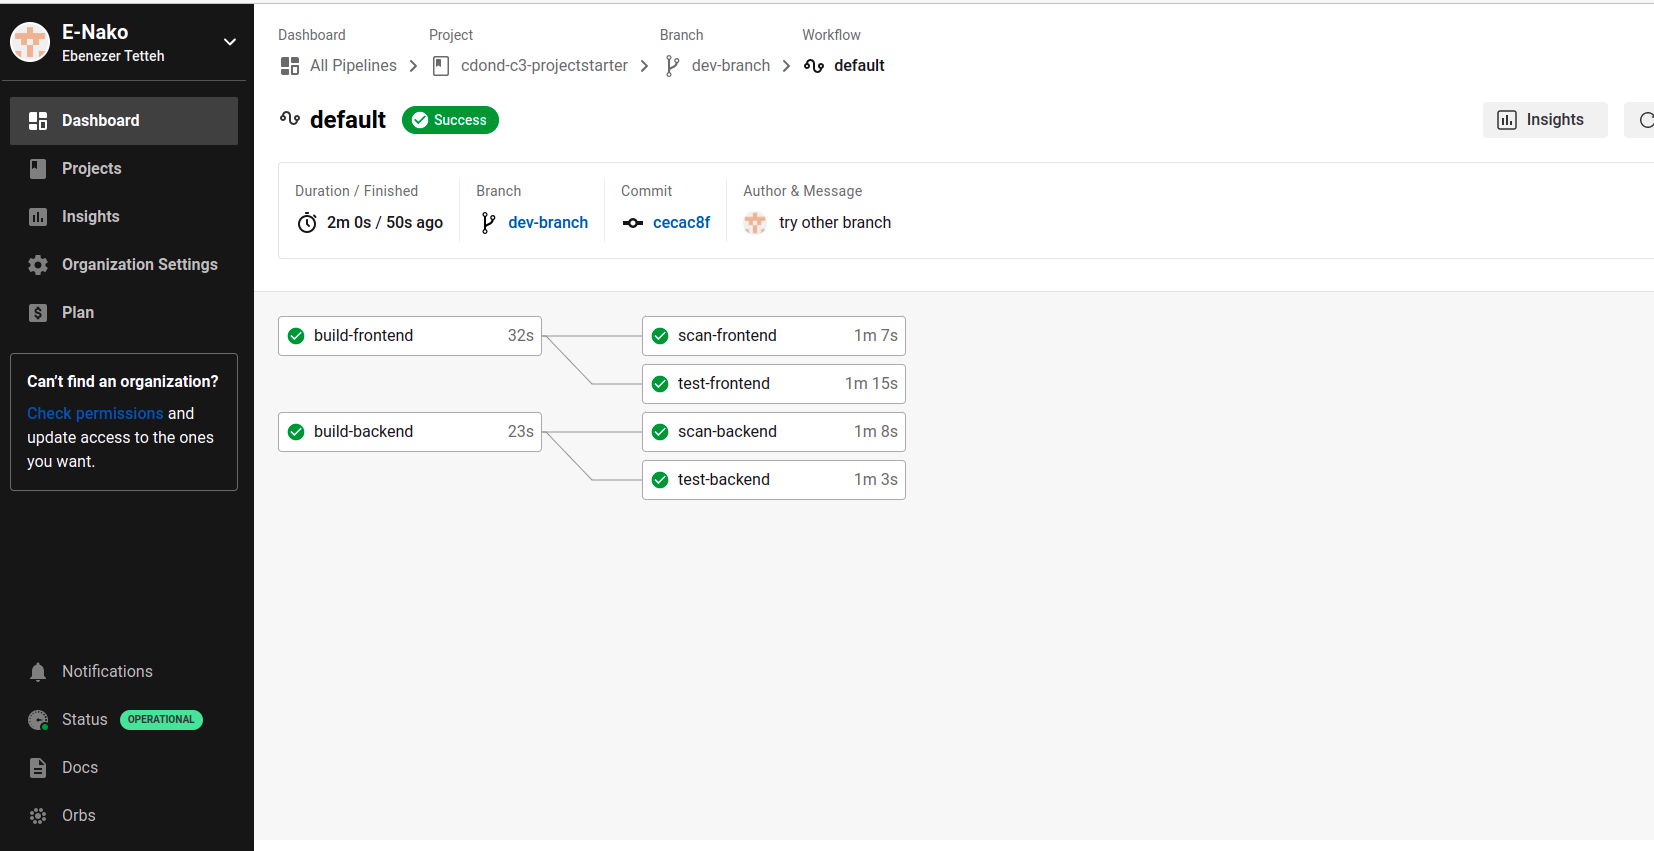 E-Nako
Ebenezer Tetteh
Dashboard
Projects
Insights
Organization Settings
Plan
Can't find an organization?
Check permissions and
update access to the ones
you want.
Notifications
Status OPERATIONAL
Docs
Orbs
Dashboard Project Branch Workflow
All Pipelines cdond-c3-projectstarter dev-branch default
default Success
Insights
Duration / Finished Branch Commit Author & Message
2m 0s / 50s ago dev-branch cecac8f try other branch
build-frontend 32s
scan-frontend 1m 7s
test-frontend 1m 15s
build-backend 23s
scan-backend 1m 8s
test-backend 1m 3s